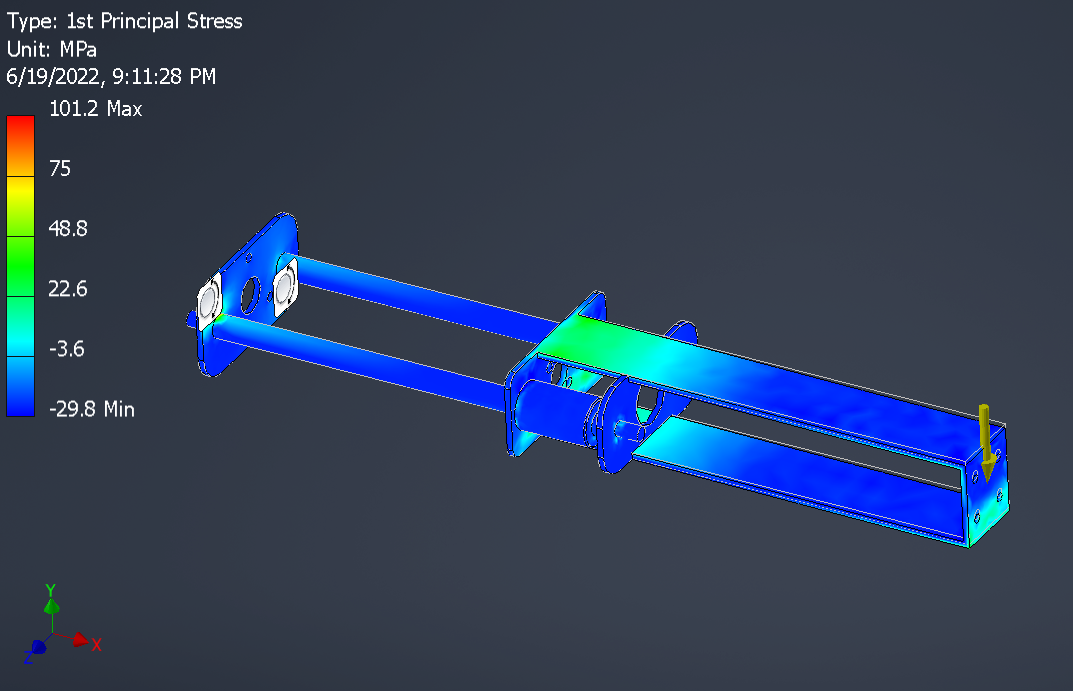 Type: 1st Principal Stress
Unit: MPa
6/19/2022, 9:11:28 PM
101.2 Max
75
48.8
22.6
-3.6
-29.8 Min
Y
X
Z